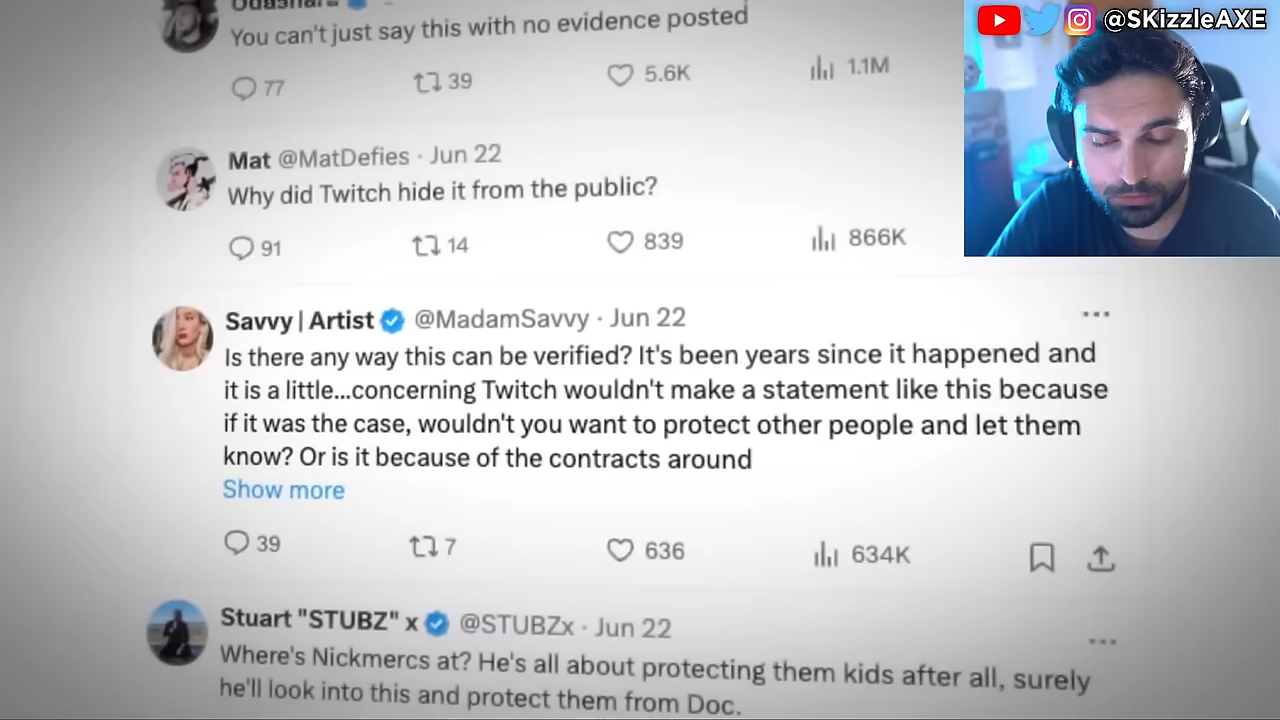 @SKizzleAXE
You can't just say this with no evidence posted
77 39 5.6K 1.1M
Mat @MatDefies · Jun 22
Why did Twitch hide it from the public?
91 14 839 866K
Savvy | Artist @MadamSavvy · Jun 22
Is there any way this can be verified? It's been years since it happened and
it is a little...concerning Twitch wouldn't make a statement like this because
if it was the case, wouldn't you want to protect other people and let them
know? Or is it because of the contracts around
Show more
39 7 636 634K
Stuart "STUBZ" x @STUBZx · Jun 22
Where's Nickmercs at? He's all about protecting them kids after all, surely
he'll look into this and protect them from Doc.